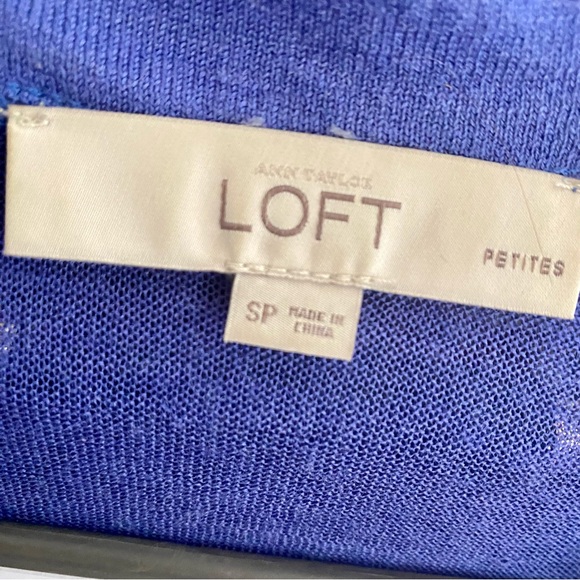 ANN TAYLOR
LOFT
PETITES
SP MADE IN
CHINA